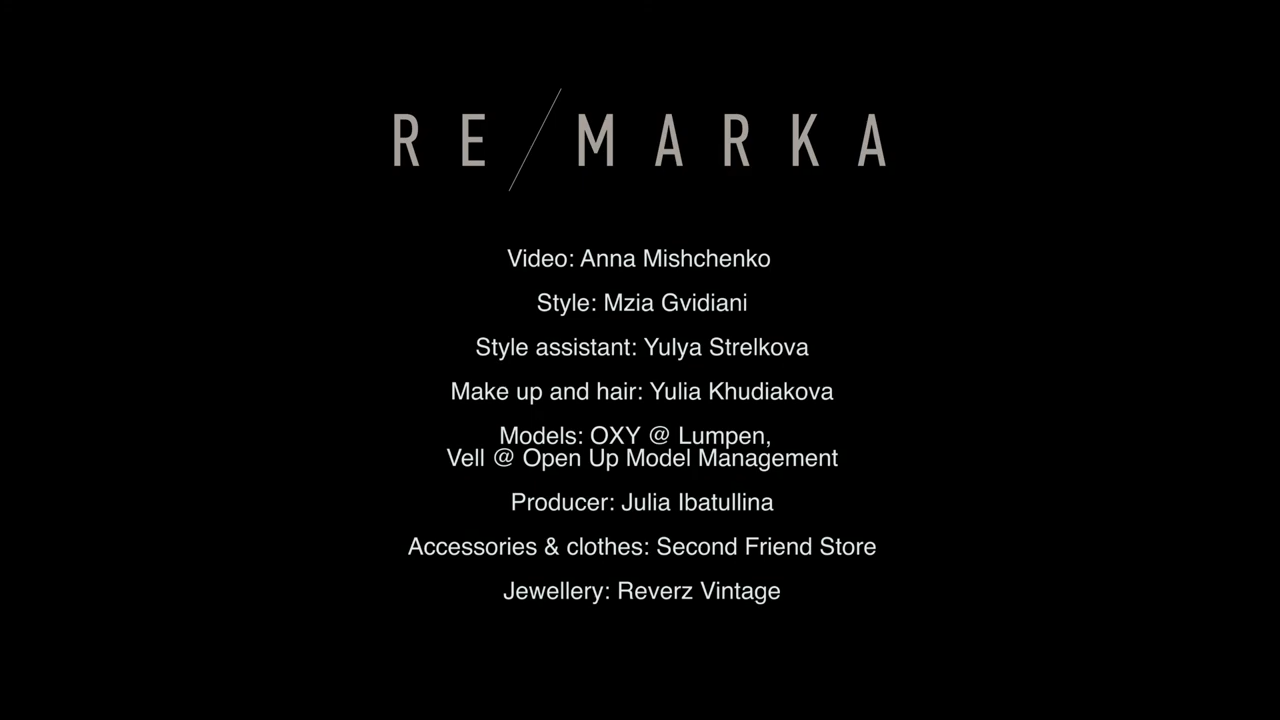 RE/MARKA
Video: Anna Mishchenko
Style: Mzia Gvidiani
Style assistant: Yulya Strelkova
Make up and hair: Yulia Khudiakova
Models: OXY @ Lumpen,
Vell @ Open Up Model Management
Producer: Julia Ibatullina
Accessories & clothes: Second Friend Store
Jewellery: Reverz Vintage